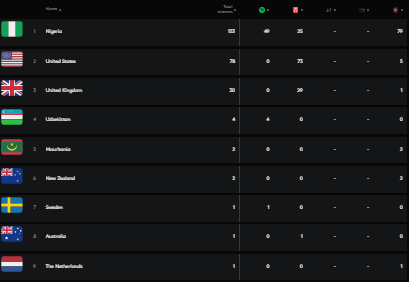 Name
Total
1 Nigeria 153 49 25 - - 79
2 United States 78 0 73 - - 5
3 United Kingdom 30 0 29 - - 1
4 Uzbekistan 4 4 0 - - 0
5 Mauritania 2 0 0 - - 2
6 New Zealand 2 0 0 - - 2
7 Sweden 1 1 0 - - 0
8 Australia 1 0 1 - - 0
9 The Netherlands 1 0 0 - - 1